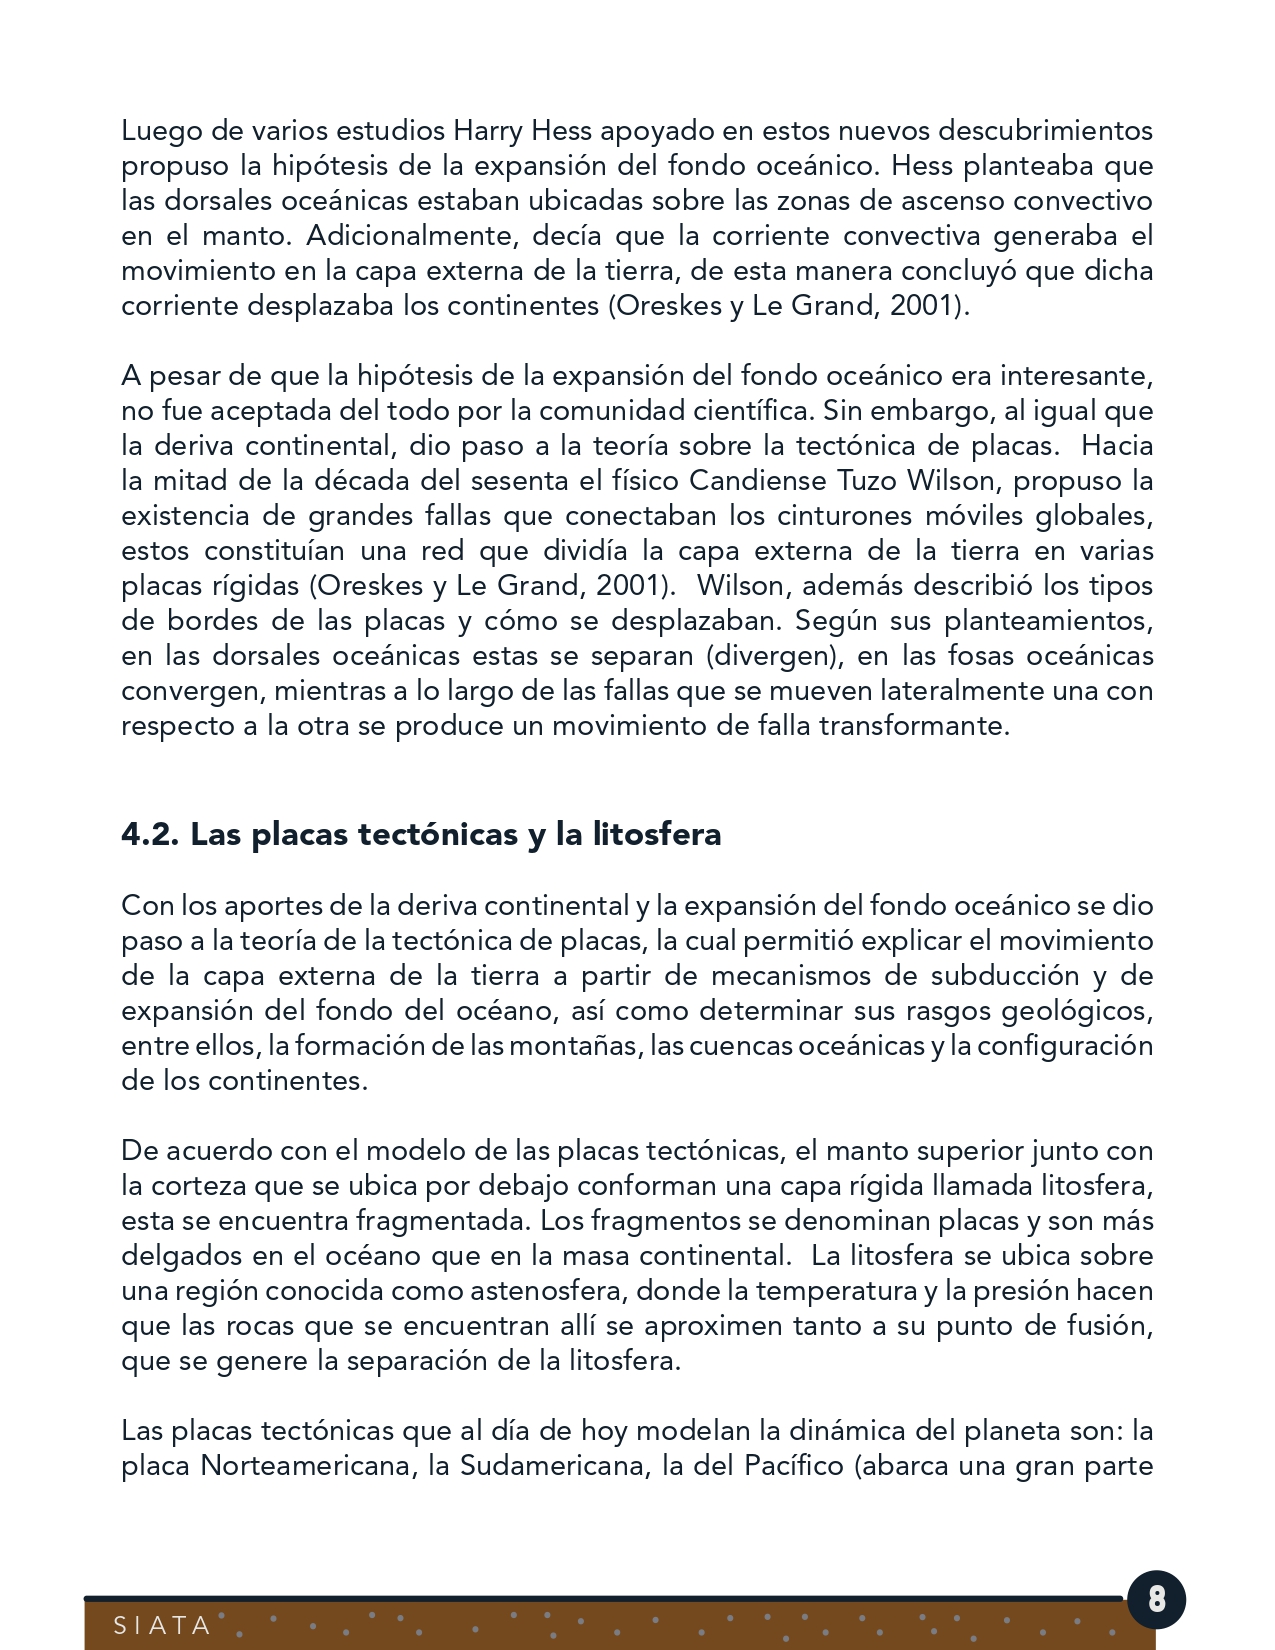 Luego de varios estudios Harry Hess apoyado en estos nuevos descubrimientos
propuso la hipótesis de la expansión del fondo oceánico. Hess planteaba que
las dorsales oceánicas estaban ubicadas sobre las zonas de ascenso convectivo
en el manto. Adicionalmente, decía que la corriente convectiva generaba el
movimiento en la capa externa de la tierra, de esta manera concluyó que dicha
corriente desplazaba los continentes (Oreskes y Le Grand, 2001).
A pesar de que la hipótesis de la expansión del fondo oceánico era interesante,
no fue aceptada del todo por la comunidad científica. Sin embargo, al igual que
la deriva continental, dio paso a la teoría sobre la tectónica de placas.  Hacia
la mitad de la década del sesenta el físico Candiense Tuzo Wilson, propuso la
existencia de grandes fallas que conectaban los cinturones móviles globales,
estos constituían una red que dividía la capa externa de la tierra en varias
placas rígidas (Oreskes y Le Grand, 2001).  Wilson, además describió los tipos
de bordes de las placas y cómo se desplazaban. Según sus planteamientos,
en las dorsales oceánicas estas se separan (divergen), en las fosas oceánicas
convergen, mientras a lo largo de las fallas que se mueven lateralmente una con
respecto a la otra se produce un movimiento de falla transformante.
4.2. Las placas tectónicas y la litosfera
Con los aportes de la deriva continental y la expansión del fondo oceánico se dio
paso a la teoría de la tectónica de placas, la cual permitió explicar el movimiento
de la capa externa de la tierra a partir de mecanismos de subducción y de
expansión del fondo del océano, así como determinar sus rasgos geológicos,
entre ellos, la formación de las montañas, las cuencas oceánicas y la configuración
de los continentes.
De acuerdo con el modelo de las placas tectónicas, el manto superior junto con
la corteza que se ubica por debajo conforman una capa rígida llamada litosfera,
esta se encuentra fragmentada. Los fragmentos se denominan placas y son más
delgados en el océano que en la masa continental.  La litosfera se ubica sobre
una región conocida como astenosfera, donde la temperatura y la presión hacen
que las rocas que se encuentran allí se aproximen tanto a su punto de fusión,
que se genere la separación de la litosfera.
Las placas tectónicas que al día de hoy modelan la dinámica del planeta son: la
placa Norteamericana, la Sudamericana, la del Pacífico (abarca una gran parte
8
SIATA